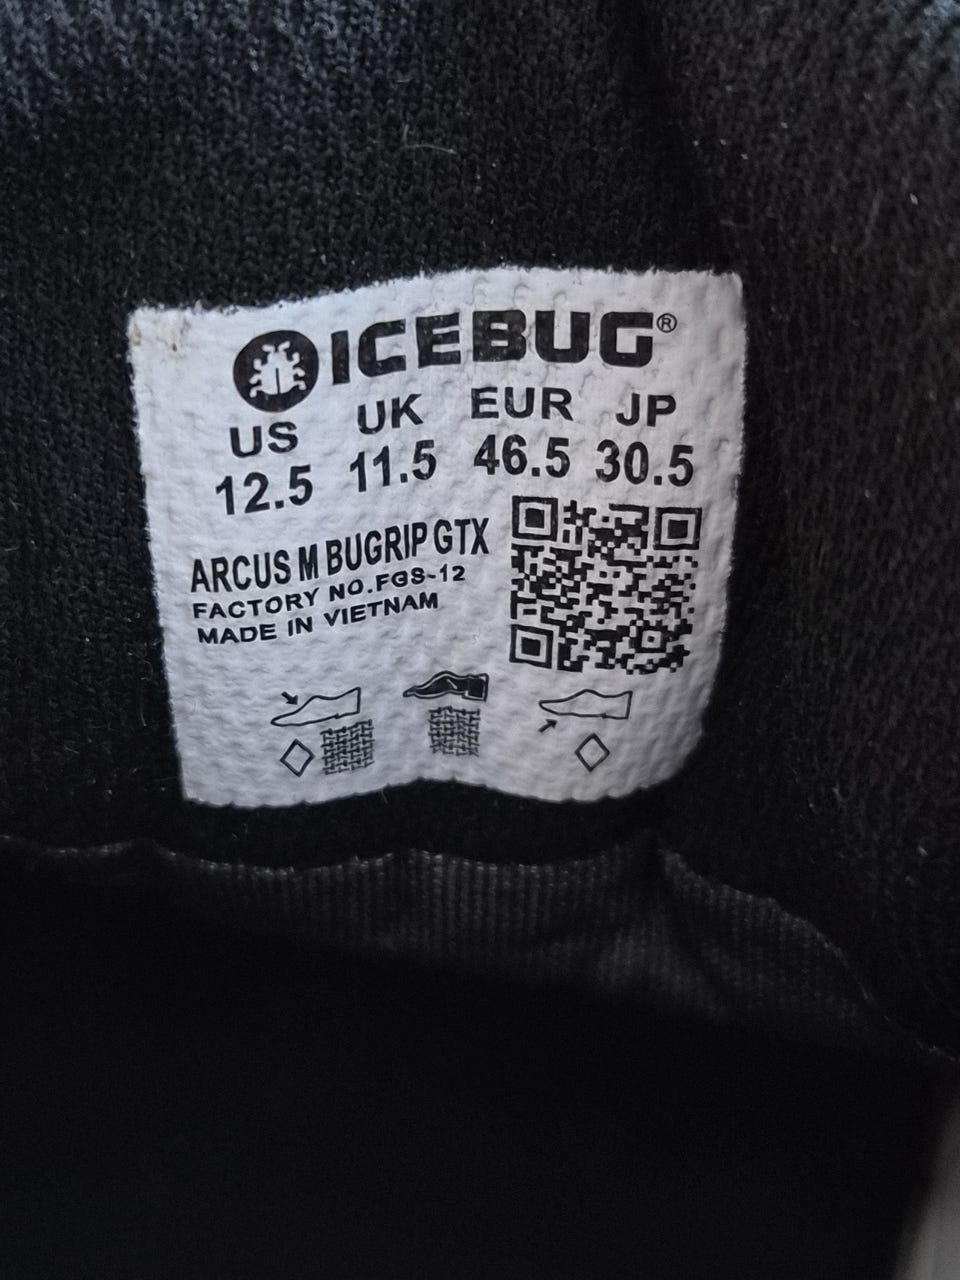 ICEBUG®
US UK EUR JP
12.5 11.5 46.5 30.5
ARCUS M BUGRIP GTX
FACTORY NO.FGS-12
MADE IN VIETNAM